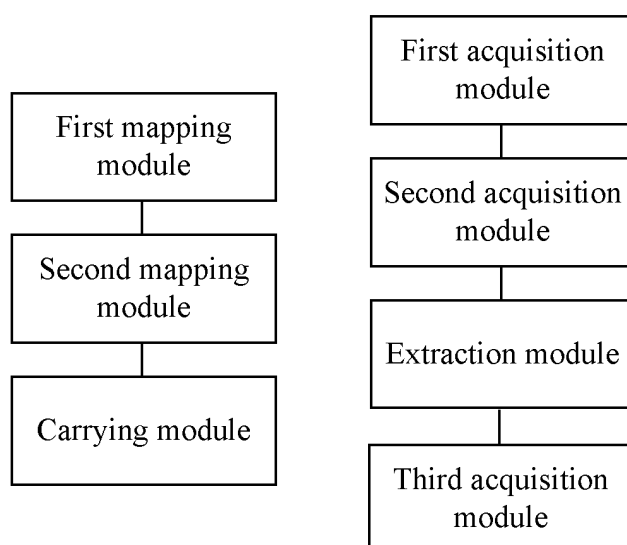 First mapping
module
Second mapping
module
Carrying module
First acquisition
module
Second acquisition
module
Extraction module
Third acquisition
module